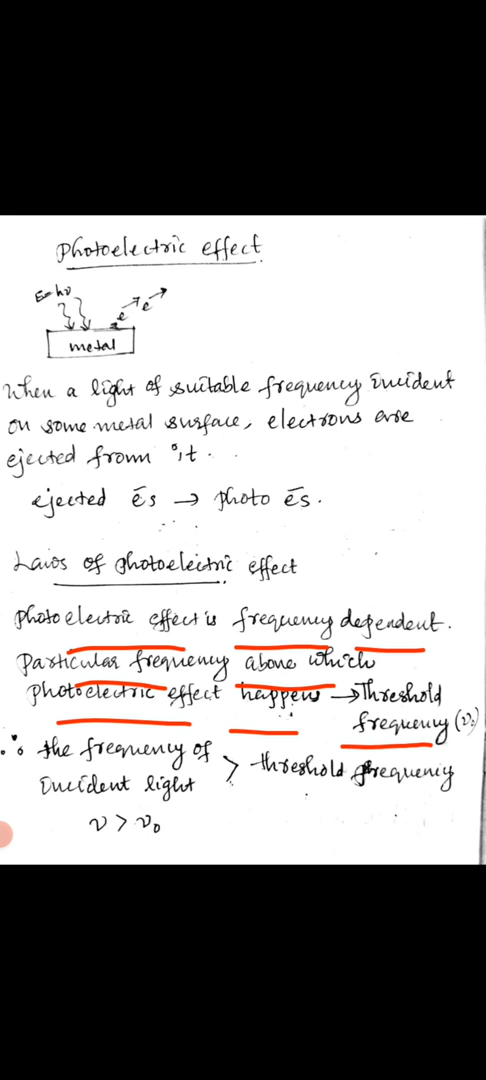 Photoelectric effect
E=hν
e⁻ e⁻
metal
When a light of suitable frequency incident
on some metal surface, electrons are
ejected from it.
ejected ēs → photo ēs.
Laws of photoelectric effect
Photoelectric effect is frequency dependent.
Particular frequency above which
photoelectric effect happens → Threshold
frequency (ν₀)
∴ the frequency of
incident light > threshold frequency
ν > ν₀